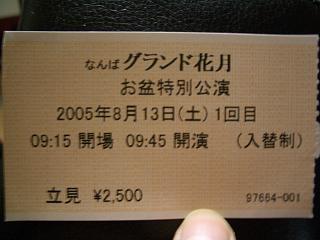 なんばグランド花月
お盆特別公演
2005年8月13日(土) 1回目
09:15 開場 09:45 開演 (入替制)
立見 ¥2,500 97664-001